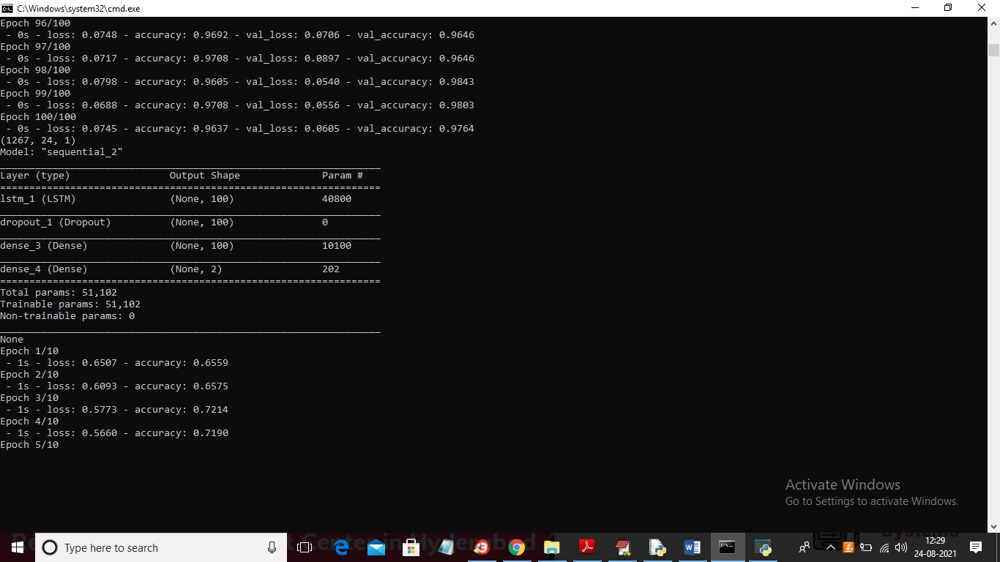 C:\Windows\system32\cmd.exe
Epoch 96/100
 - 0s - loss: 0.0748 - accuracy: 0.9692 - val_loss: 0.0706 - val_accuracy: 0.9646
Epoch 97/100
 - 0s - loss: 0.0717 - accuracy: 0.9708 - val_loss: 0.0897 - val_accuracy: 0.9646
Epoch 98/100
 - 0s - loss: 0.0798 - accuracy: 0.9605 - val_loss: 0.0540 - val_accuracy: 0.9843
Epoch 99/100
 - 0s - loss: 0.0688 - accuracy: 0.9708 - val_loss: 0.0556 - val_accuracy: 0.9803
Epoch 100/100
 - 0s - loss: 0.0745 - accuracy: 0.9637 - val_loss: 0.0605 - val_accuracy: 0.9764
(1267, 24, 1)
Model: "sequential_2"
_________________________________________________________________
Layer (type)                 Output Shape              Param #
=================================================================
lstm_1 (LSTM)                (None, 100)               40800
_________________________________________________________________
dropout_1 (Dropout)          (None, 100)               0
_________________________________________________________________
dense_3 (Dense)              (None, 100)               10100
_________________________________________________________________
dense_4 (Dense)              (None, 2)                 202
=================================================================
Total params: 51,102
Trainable params: 51,102
Non-trainable params: 0
_________________________________________________________________
None
Epoch 1/10
 - 1s - loss: 0.6507 - accuracy: 0.6559
Epoch 2/10
 - 1s - loss: 0.6093 - accuracy: 0.6575
Epoch 3/10
 - 1s - loss: 0.5773 - accuracy: 0.7214
Epoch 4/10
 - 1s - loss: 0.5660 - accuracy: 0.7190
Epoch 5/10
Activate Windows
Go to Settings to activate Windows.
Type here to search
12:29
24-08-2021